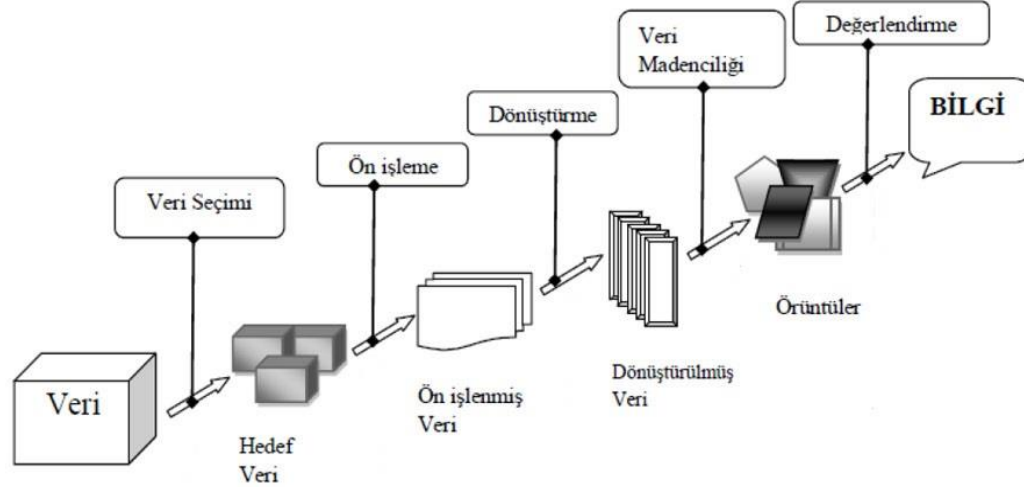 Değerlendirme
Veri
Madenciliği
BİLGİ
Dönüştürme
Ön işleme
Veri Seçimi
Örüntüler
Dönüştürülmüş
Veri
Ön işlenmiş
Veri
Veri
Hedef
Veri